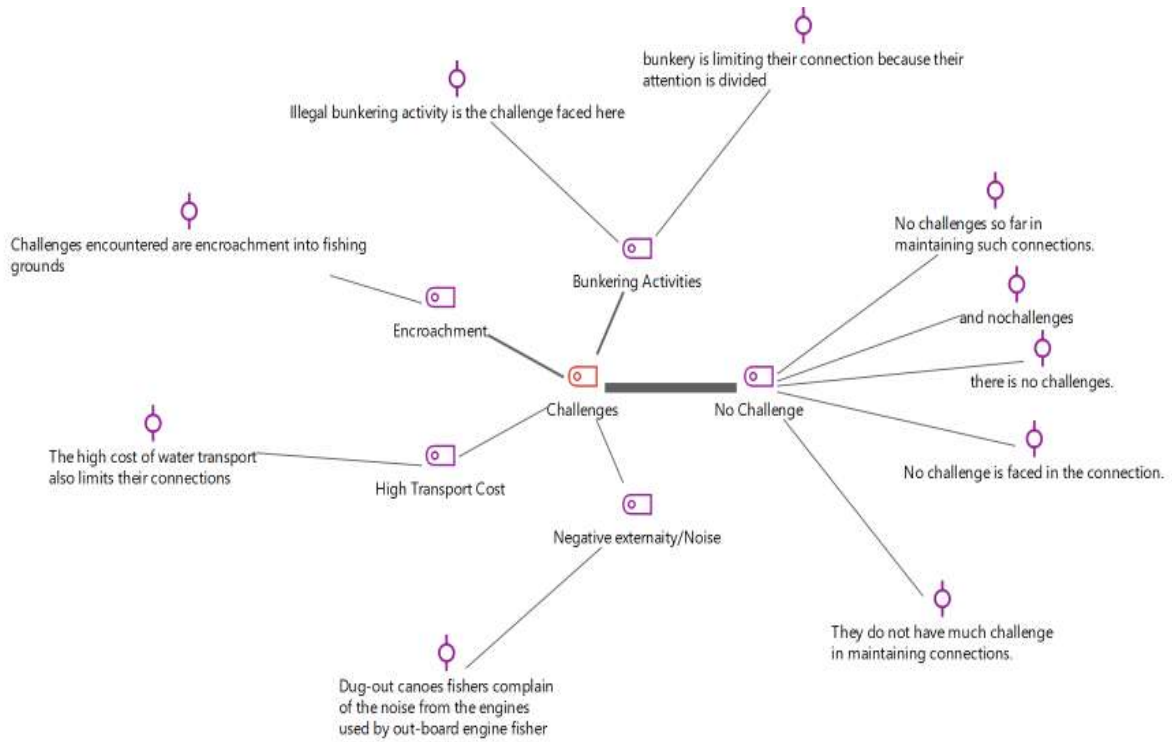 bunkery is limiting their connection because their
attention is divided
Illegal bunkering activity is the challenge faced here
No challenges so far in
maintaining such connections.
Challenges encountered are encroachment into fishing
grounds
Bunkering Activities
and nochallenges
Encroachment
there is no challenges.
Challenges
No Challenge
The high cost of water transport
also limits their connections
No challenge is faced in the connection.
High Transport Cost
Negative externaity/Noise
They do not have much challenge
in maintaining connections.
Dug-out canoes fishers complain
of the noise from the engines
used by out-board engine fisher